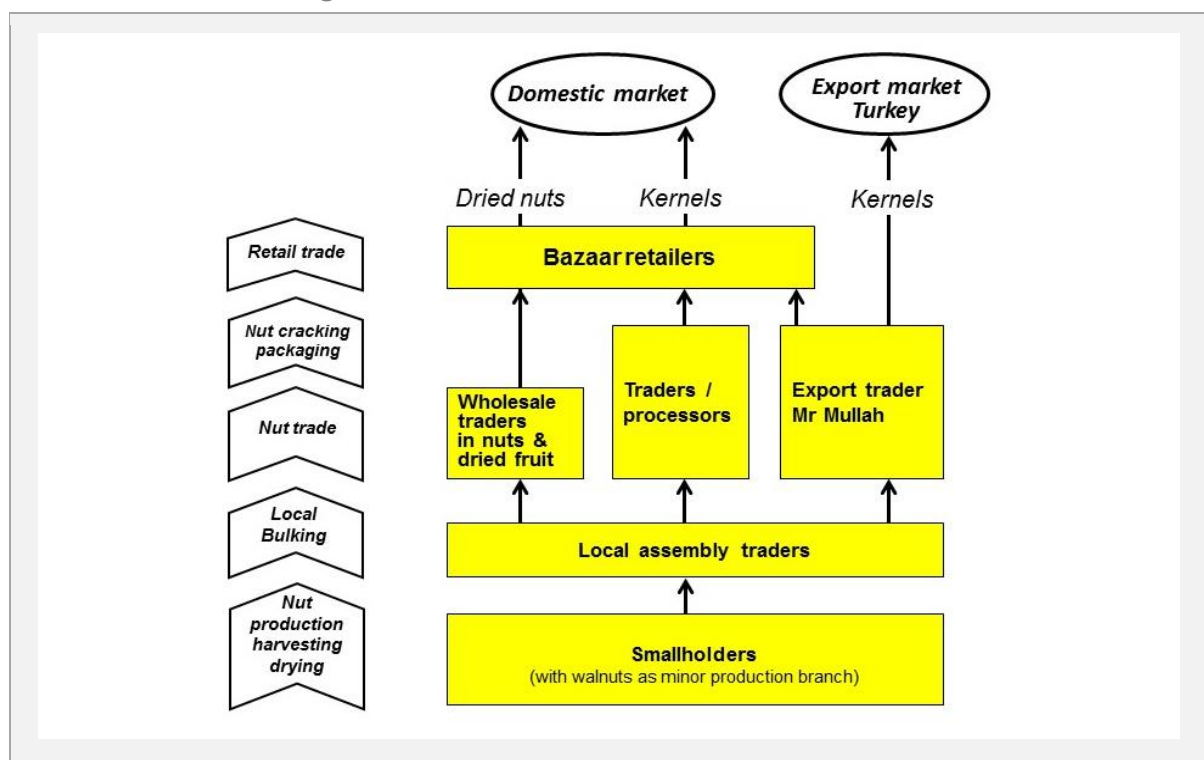 Domestic market
Export market
Turkey
Dried nuts
Kernels
Kernels
Retail trade
Bazaar retailers
Nut cracking
packaging
Nut trade
Wholesale
traders
in nuts &
dried fruit
Traders /
processors
Export trader
Mr Mullah
Local
Bulking
Local assembly traders
Nut
production
harvesting
drying
Smallholders
(with walnuts as minor production branch)